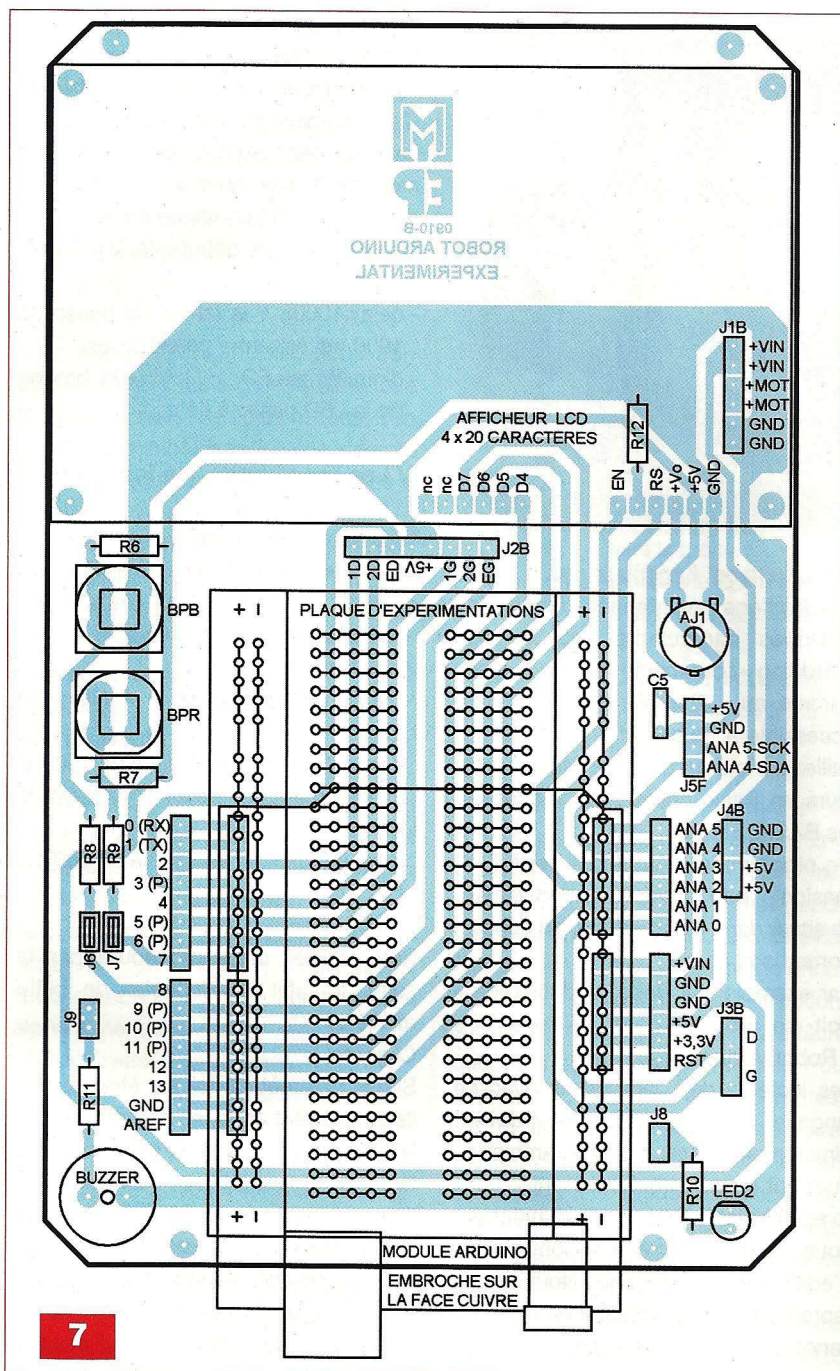 MY
EP
0910-B
ROBOT ARDUINO
EXPERIMENTAL
J1B
+VIN
+VIN
+MOT
+MOT
GND
GND
AFFICHEUR LCD
4 x 20 CARACTERES
R12
nc
nc
D7
D6
D5
D4
EN
RS
+Vo
+5V
GND
R6
J2B
1D
2D
ED
+5V
1G
2G
EG
BPB
+ –
PLAQUE D'EXPERIMENTATIONS
+ –
AJ1
BPR
C5
+5V
GND
ANA 5-SCK
ANA 4-SDA
J5F
R7
R8
R9
J6
J7
0 (RX)
1 (TX)
2
3 (P)
4
5 (P)
6 (P)
7
ANA 5
ANA 4
ANA 3
ANA 2
ANA 1
ANA 0
J4B
GND
GND
+5V
+5V
J9
R11
8
9 (P)
10 (P)
11 (P)
12
13
GND
AREF
+VIN
GND
GND
+5V
+3,3V
RST
J3B
D
G
J8
R10
LED2
BUZZER
+ –
+ –
MODULE ARDUINO
EMBROCHE SUR
LA FACE CUIVRE
7